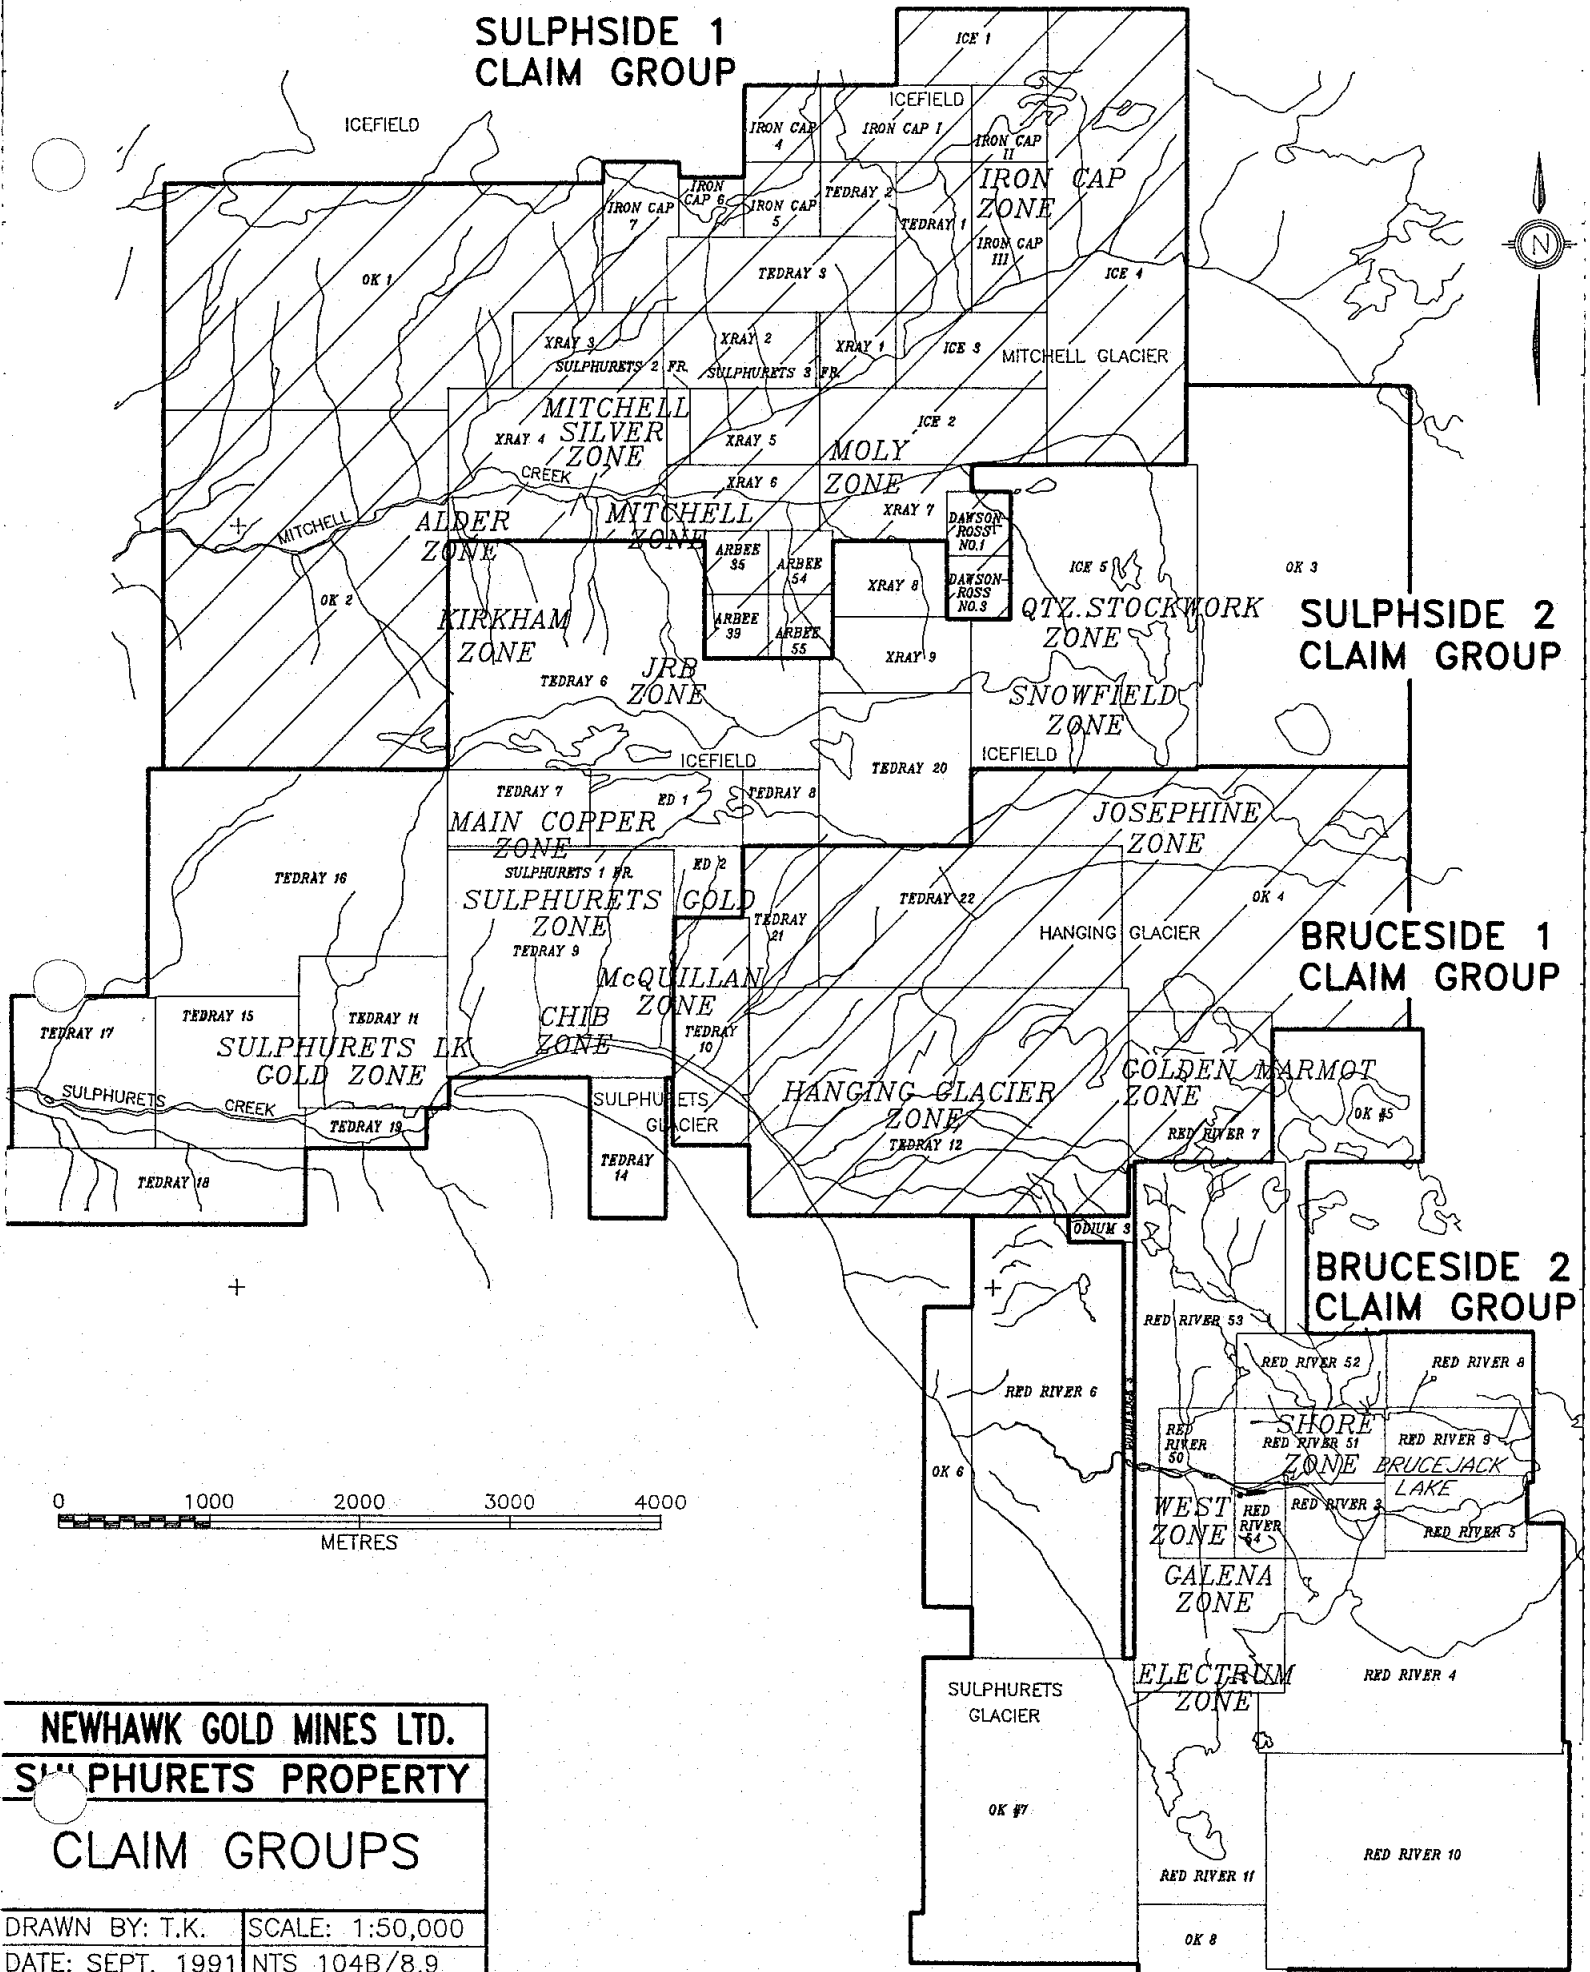 SULPHSIDE 1
CLAIM GROUP
ICEFIELD
ICE 1
ICEFIELD
IRON CAP
4
IRON CAP I
IRON CAP
II
IRON CAP
ZONE
IRON CAP
7
IRON
CAP 6
IRON CAP
5
TEDRAY 2
TEDRAY 1
IRON CAP
III
N
OK 1
TEDRAY 3
ICE 4
XRAY 3
XRAY 2
XRAY 1
ICE 3
MITCHELL GLACIER
SULPHURETS 2 FR.
SULPHURETS 3 FR.
MITCHELL
SILVER
ZONE
XRAY 4
XRAY 5
ICE 2
MOLY
ZONE
CREEK
XRAY 6
XRAY 7
MITCHELL
ALDER
ZONE
MITCHELL
ZONE
DAWSON
ROSS
NO.1
ARBEE
35
ARBEE
54
XRAY 8
DAWSON
ROSS
NO.3
ICE 5
OK 3
OK 2
KIRKHAM
ZONE
ARBEE
39
ARBEE
55
QTZ.STOCKWORK
ZONE
SULPHSIDE 2
CLAIM GROUP
XRAY 9
TEDRAY 6
JRB
ZONE
SNOWFIELD
ZONE
ICEFIELD
ICEFIELD
TEDRAY 20
TEDRAY 7
ED 1
TEDRAY 8
MAIN COPPER
ZONE
JOSEPHINE
ZONE
SULPHURETS 1 FR.
ED 2
TEDRAY 16
SULPHURETS GOLD
ZONE
TEDRAY
21
TEDRAY 22
OK 4
HANGING GLACIER
BRUCESIDE 1
CLAIM GROUP
TEDRAY 9
McQUILLAN
ZONE
TEDRAY 17
TEDRAY 15
TEDRAY 11
CHIB
ZONE
TEDRAY
10
SULPHURETS LK
GOLD ZONE
SULPHURETS
CREEK
SULPHURETS
GLACIER
HANGING GLACIER
ZONE
GOLDEN MARMOT
ZONE
OK #5
TEDRAY 19
TEDRAY 12
RED RIVER 7
TEDRAY 18
TEDRAY
14
ODIUM 3
BRUCESIDE 2
CLAIM GROUP
RED RIVER 53
RED RIVER 52
RED RIVER 8
RED RIVER 6
RED
RIVER
50
SHORE
ZONE
RED RIVER 51
RED RIVER 9
BRUCEJACK
LAKE
OK 6
WEST
ZONE
RED
RIVER
54
RED RIVER 3
RED RIVER 5
0 1000 2000 3000 4000
METRES
GALENA
ZONE
ELECTRUM
ZONE
RED RIVER 4
SULPHURETS
GLACIER
OK #7
RED RIVER 11
RED RIVER 10
OK 8
NEWHAWK GOLD MINES LTD.
SULPHURETS PROPERTY
CLAIM GROUPS
DRAWN BY: T.K. SCALE: 1:50,000
DATE: SEPT. 1991 NTS 104B/8,9